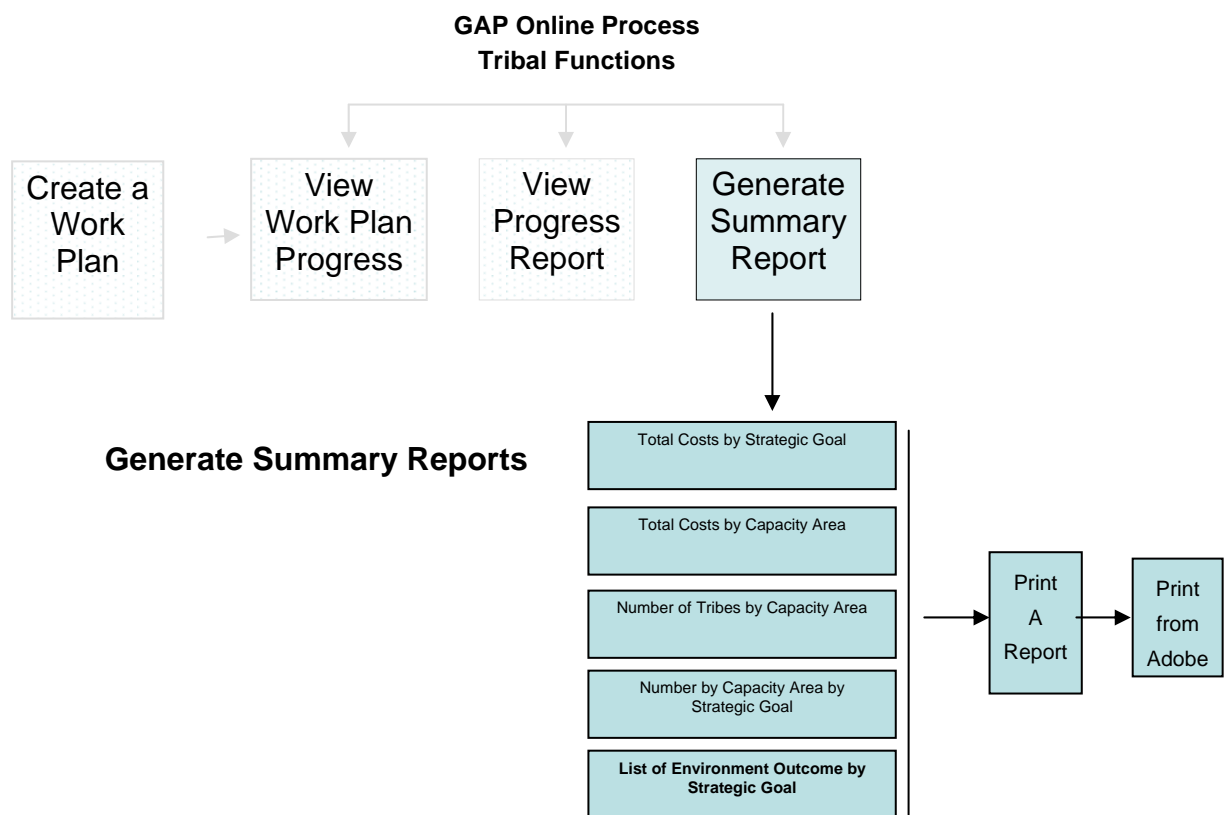 GAP Online Process
Tribal Functions
Create a
Work
Plan
View
Work Plan
Progress
View
Progress
Report
Generate
Summary
Report
Generate Summary Reports
Total Costs by Strategic Goal
Total Costs by Capacity Area
Number of Tribes by Capacity Area
Number by Capacity Area by
Strategic Goal
List of Environment Outcome by
Strategic Goal
Print
A
Report
Print
from
Adobe